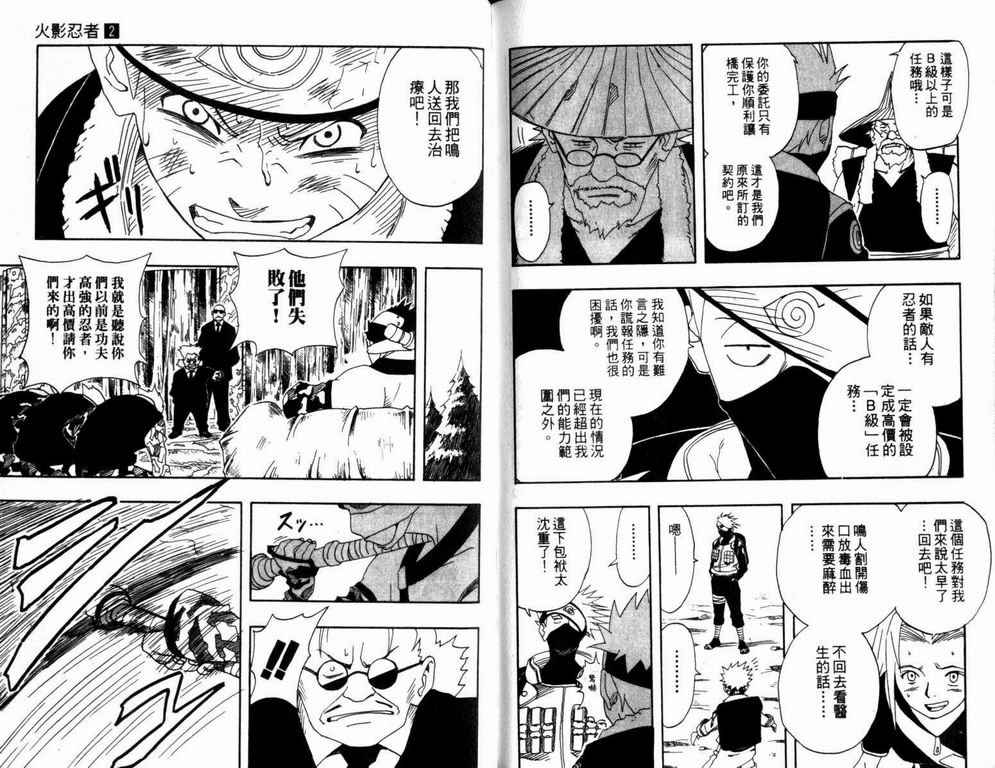 火影忍者 2
這樣子可是
B級以上的
任務哦…
你的委託只有
保護你順利讓
橋完工，
這才是我們
原來所訂的
契約吧。
………
………
如果敵人有
忍者的話…
一定會被設
定成高價的
「B級」任
務…
我知道你有難
言之隱，可是
你謊報任務的
話，我們也很
困擾啊。
現在的情況
已經超出我
們的能力範
圍之外。
這個任務對我
們來說太早了
…回去吧！
鳴人割開傷
口放毒血出
來需要麻醉
……
不回去看醫
生的話……
嗯—
………
………
這下包袱太
沈重了！
那我們把鳴
人送回去治
療吧！
ギギ
他們失
敗了！
我就是聽說你
們以前是功夫
高強的忍者，
才出高價請你
們來的啊！
スッ…
!!